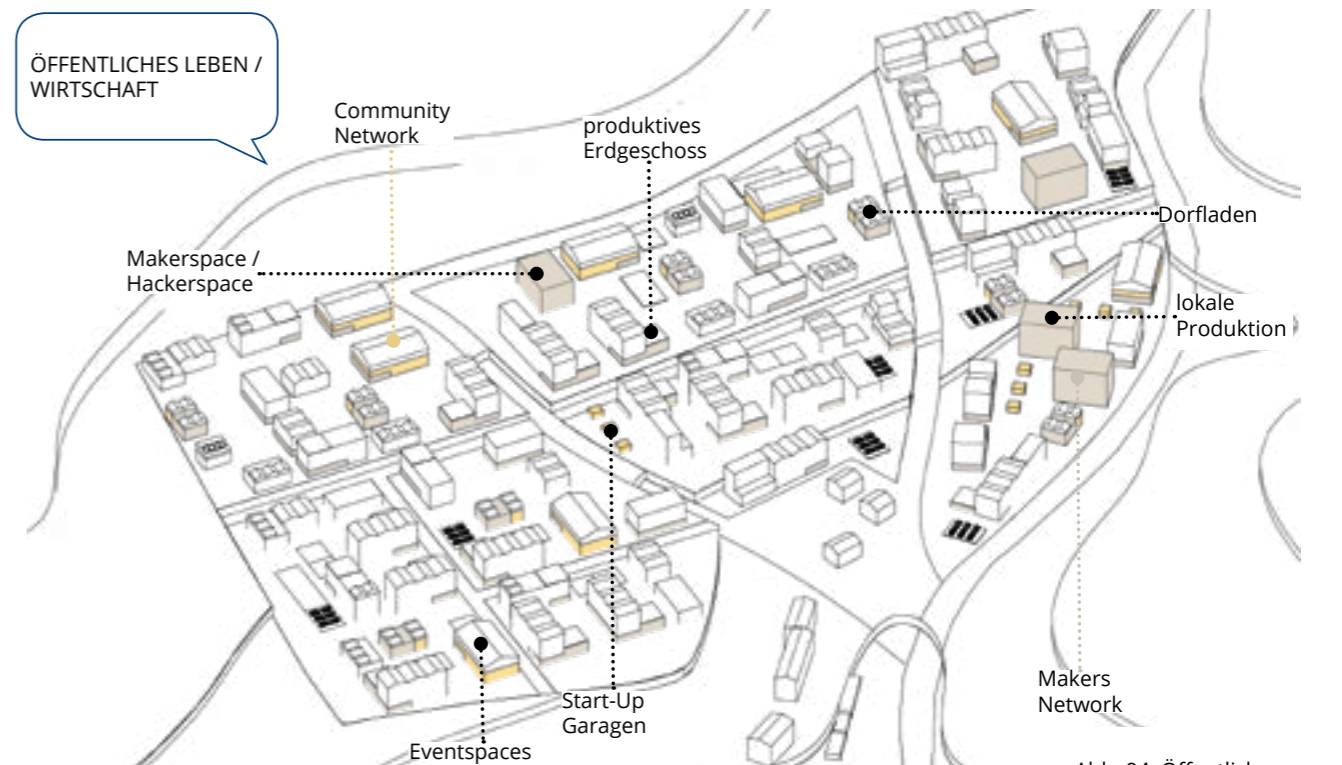 ÖFFENTLICHES LEBEN /
WIRTSCHAFT
Community
Network
produktives
Erdgeschoss
Makerspace /
Hackerspace
Dorfladen
lokale
Produktion
Start-Up
Garagen
Eventspaces
Makers
Network